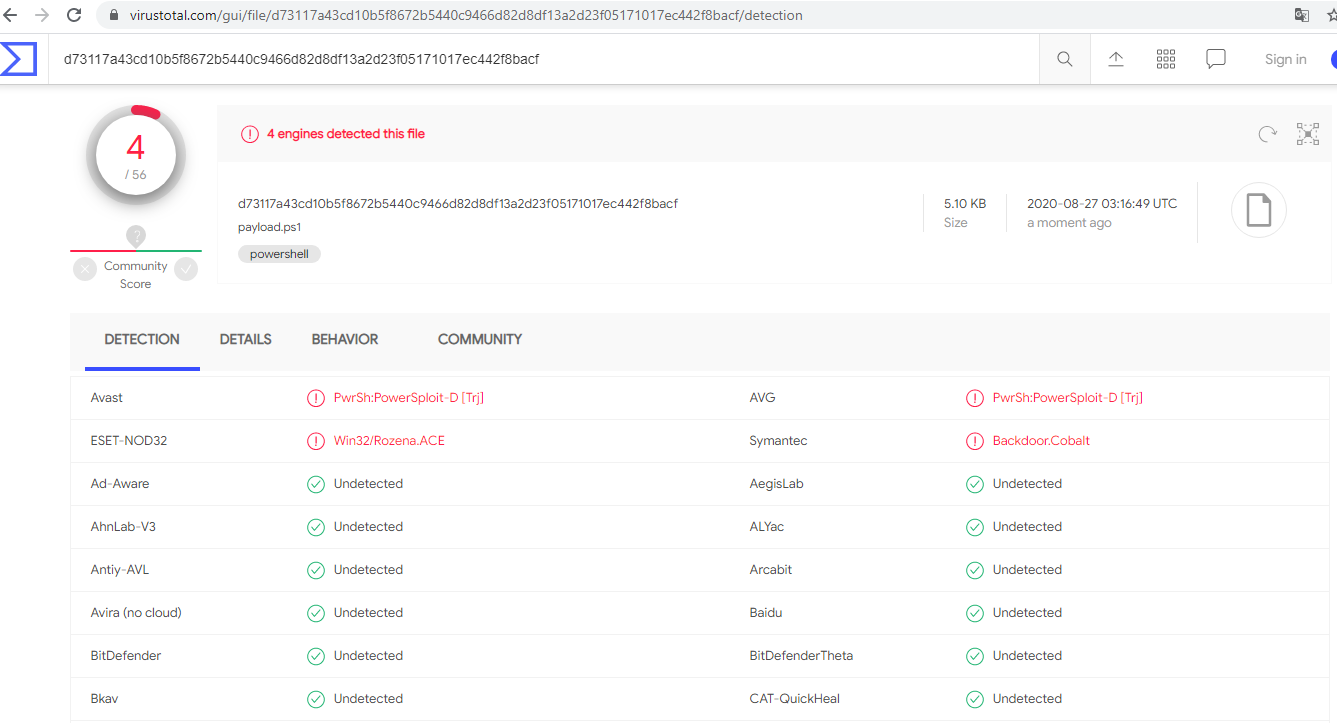 virustotal.com/gui/file/d73117a43cd10b5f8672b5440c9466d82d8df13a2d23f05171017ec442f8bacf/detection
d73117a43cd10b5f8672b5440c9466d82d8df13a2d23f05171017ec442f8bacf
Sign in
4
/ 56
4 engines detected this file
d73117a43cd10b5f8672b5440c9466d82d8df13a2d23f05171017ec442f8bacf
payload.ps1
powershell
5.10 KB
Size
2020-08-27 03:16:49 UTC
a moment ago
?
Community
Score
DETECTION DETAILS BEHAVIOR COMMUNITY
Avast PwrSh:PowerSploit-D [Trj] AVG PwrSh:PowerSploit-D [Trj]
ESET-NOD32 Win32/Rozena.ACE Symantec Backdoor.Cobalt
Ad-Aware Undetected AegisLab Undetected
AhnLab-V3 Undetected ALYac Undetected
Antiy-AVL Undetected Arcabit Undetected
Avira (no cloud) Undetected Baidu Undetected
BitDefender Undetected BitDefenderTheta Undetected
Bkav Undetected CAT-QuickHeal Undetected